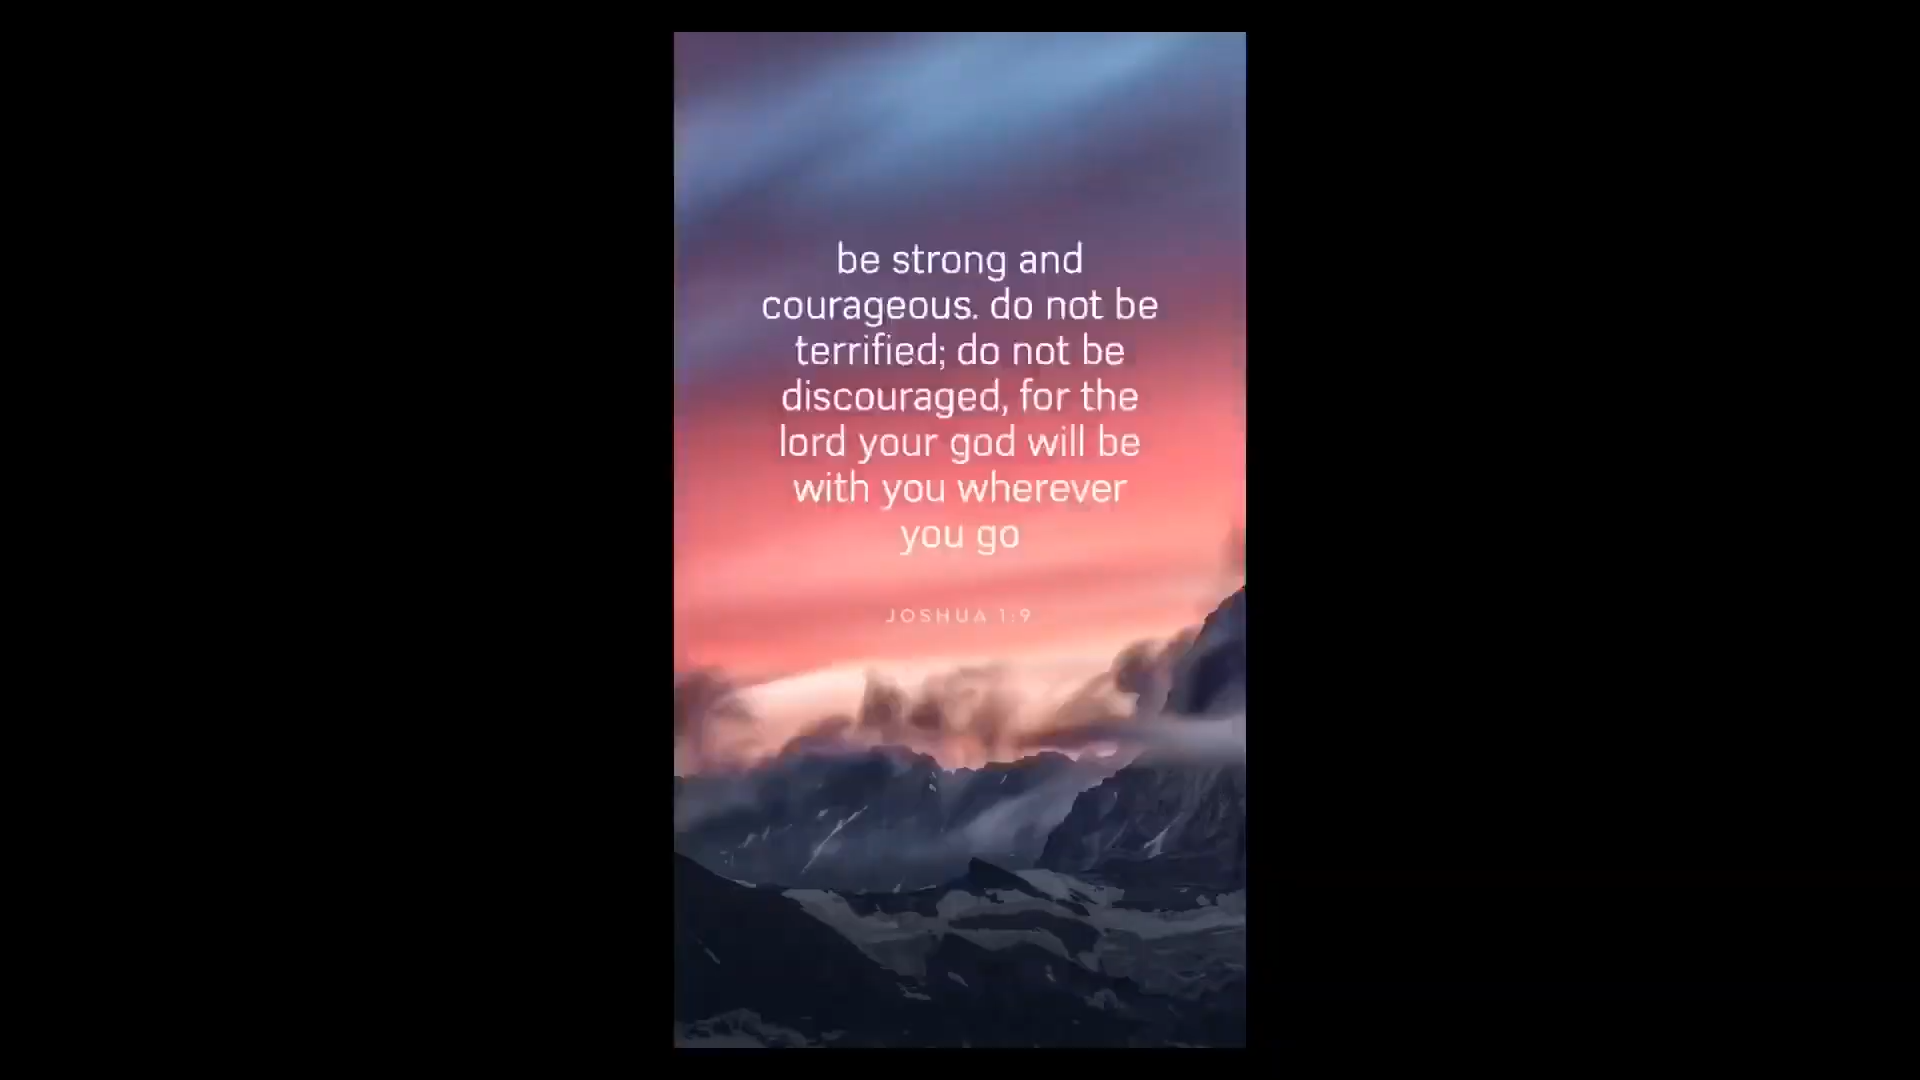 be strong and
courageous. do not be
terrified; do not be
discouraged, for the
lord your god will be
with you wherever
you go
JOSHUA 1:9